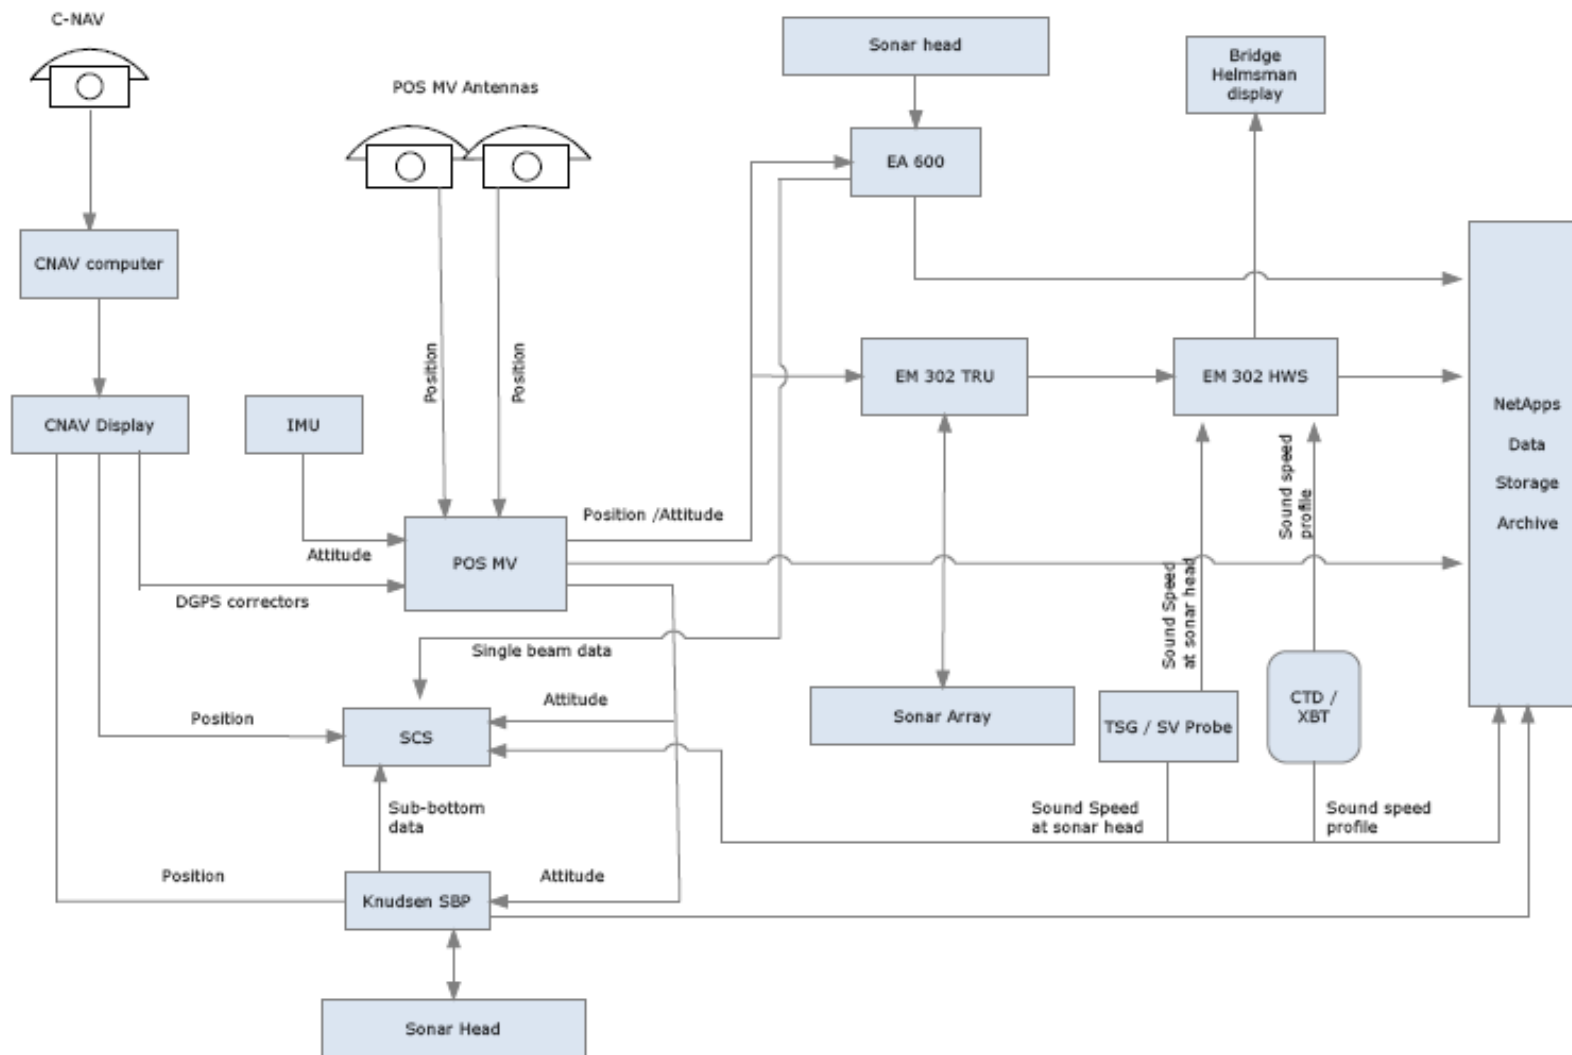 C-NAV
POS MV Antennas
Sonar head
Bridge
Helmsman
display
EA 600
CNAV computer
Position
Position
EM 302 TRU
EM 302 HWS
CNAV Display
IMU
NetApps
Data
Storage
Archive
Sound speed
profile
Position /Attitude
Attitude
POS MV
DGPS correctors
Sound Speed
at sonar head
Single beam data
Attitude
Position
SCS
Sonar Array
TSG / SV Probe
CTD /
XBT
Sub-bottom
data
Sound Speed
at sonar head
Sound speed
profile
Position
Attitude
Knudsen SBP
Sonar Head